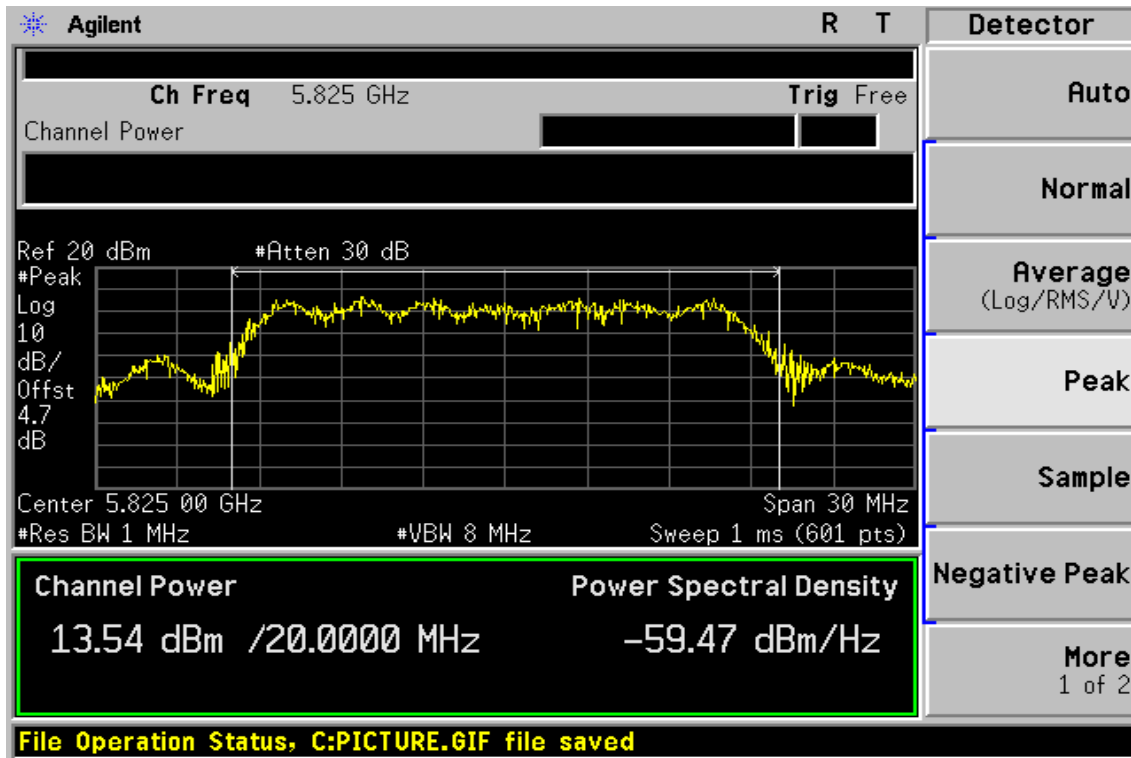 Agilent R T Detector
Ch Freq 5.825 GHz Trig Free
Channel Power
Auto
Normal
Average
(Log/RMS/V)
Peak
Sample
Negative Peak
More
1 of 2
Ref 20 dBm #Atten 30 dB
#Peak
Log
10
dB/
Offst
4.7
dB
Center 5.825 00 GHz Span 30 MHz
#Res BW 1 MHz #VBW 8 MHz Sweep 1 ms (601 pts)
Channel Power Power Spectral Density
13.54 dBm /20.0000 MHz -59.47 dBm/Hz
File Operation Status, C:PICTURE.GIF file saved